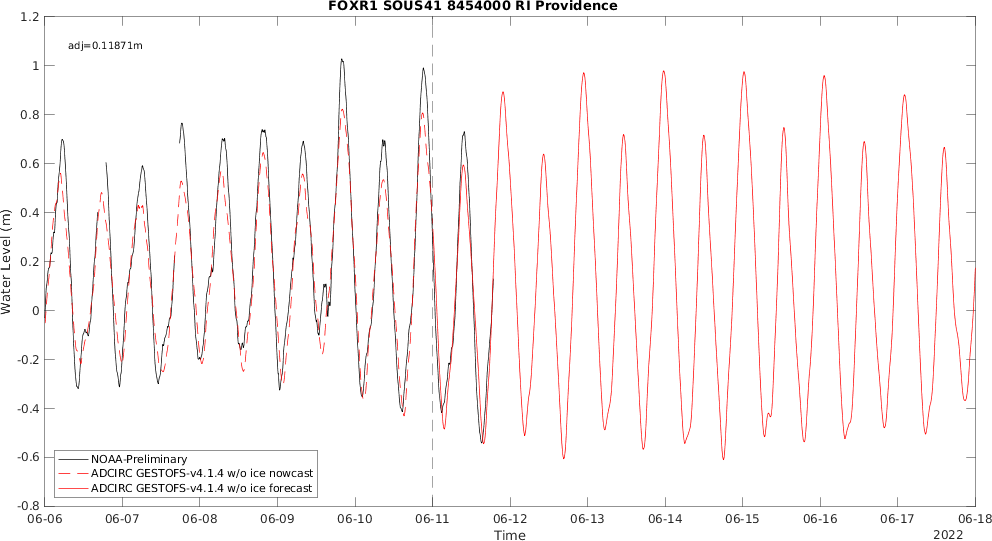 FOXR1 SOUS41 8454000 RI Providence
adj=0.11871m
1.2
1
0.8
0.6
0.4
0.2
0
-0.2
-0.4
-0.6
-0.8
Water Level (m)
NOAA-Preliminary
ADCIRC GESTOFS-v4.1.4 w/o ice nowcast
ADCIRC GESTOFS-v4.1.4 w/o ice forecast
06-06 06-07 06-08 06-09 06-10 06-11 06-12 06-13 06-14 06-15 06-16 06-17 06-18
Time
2022